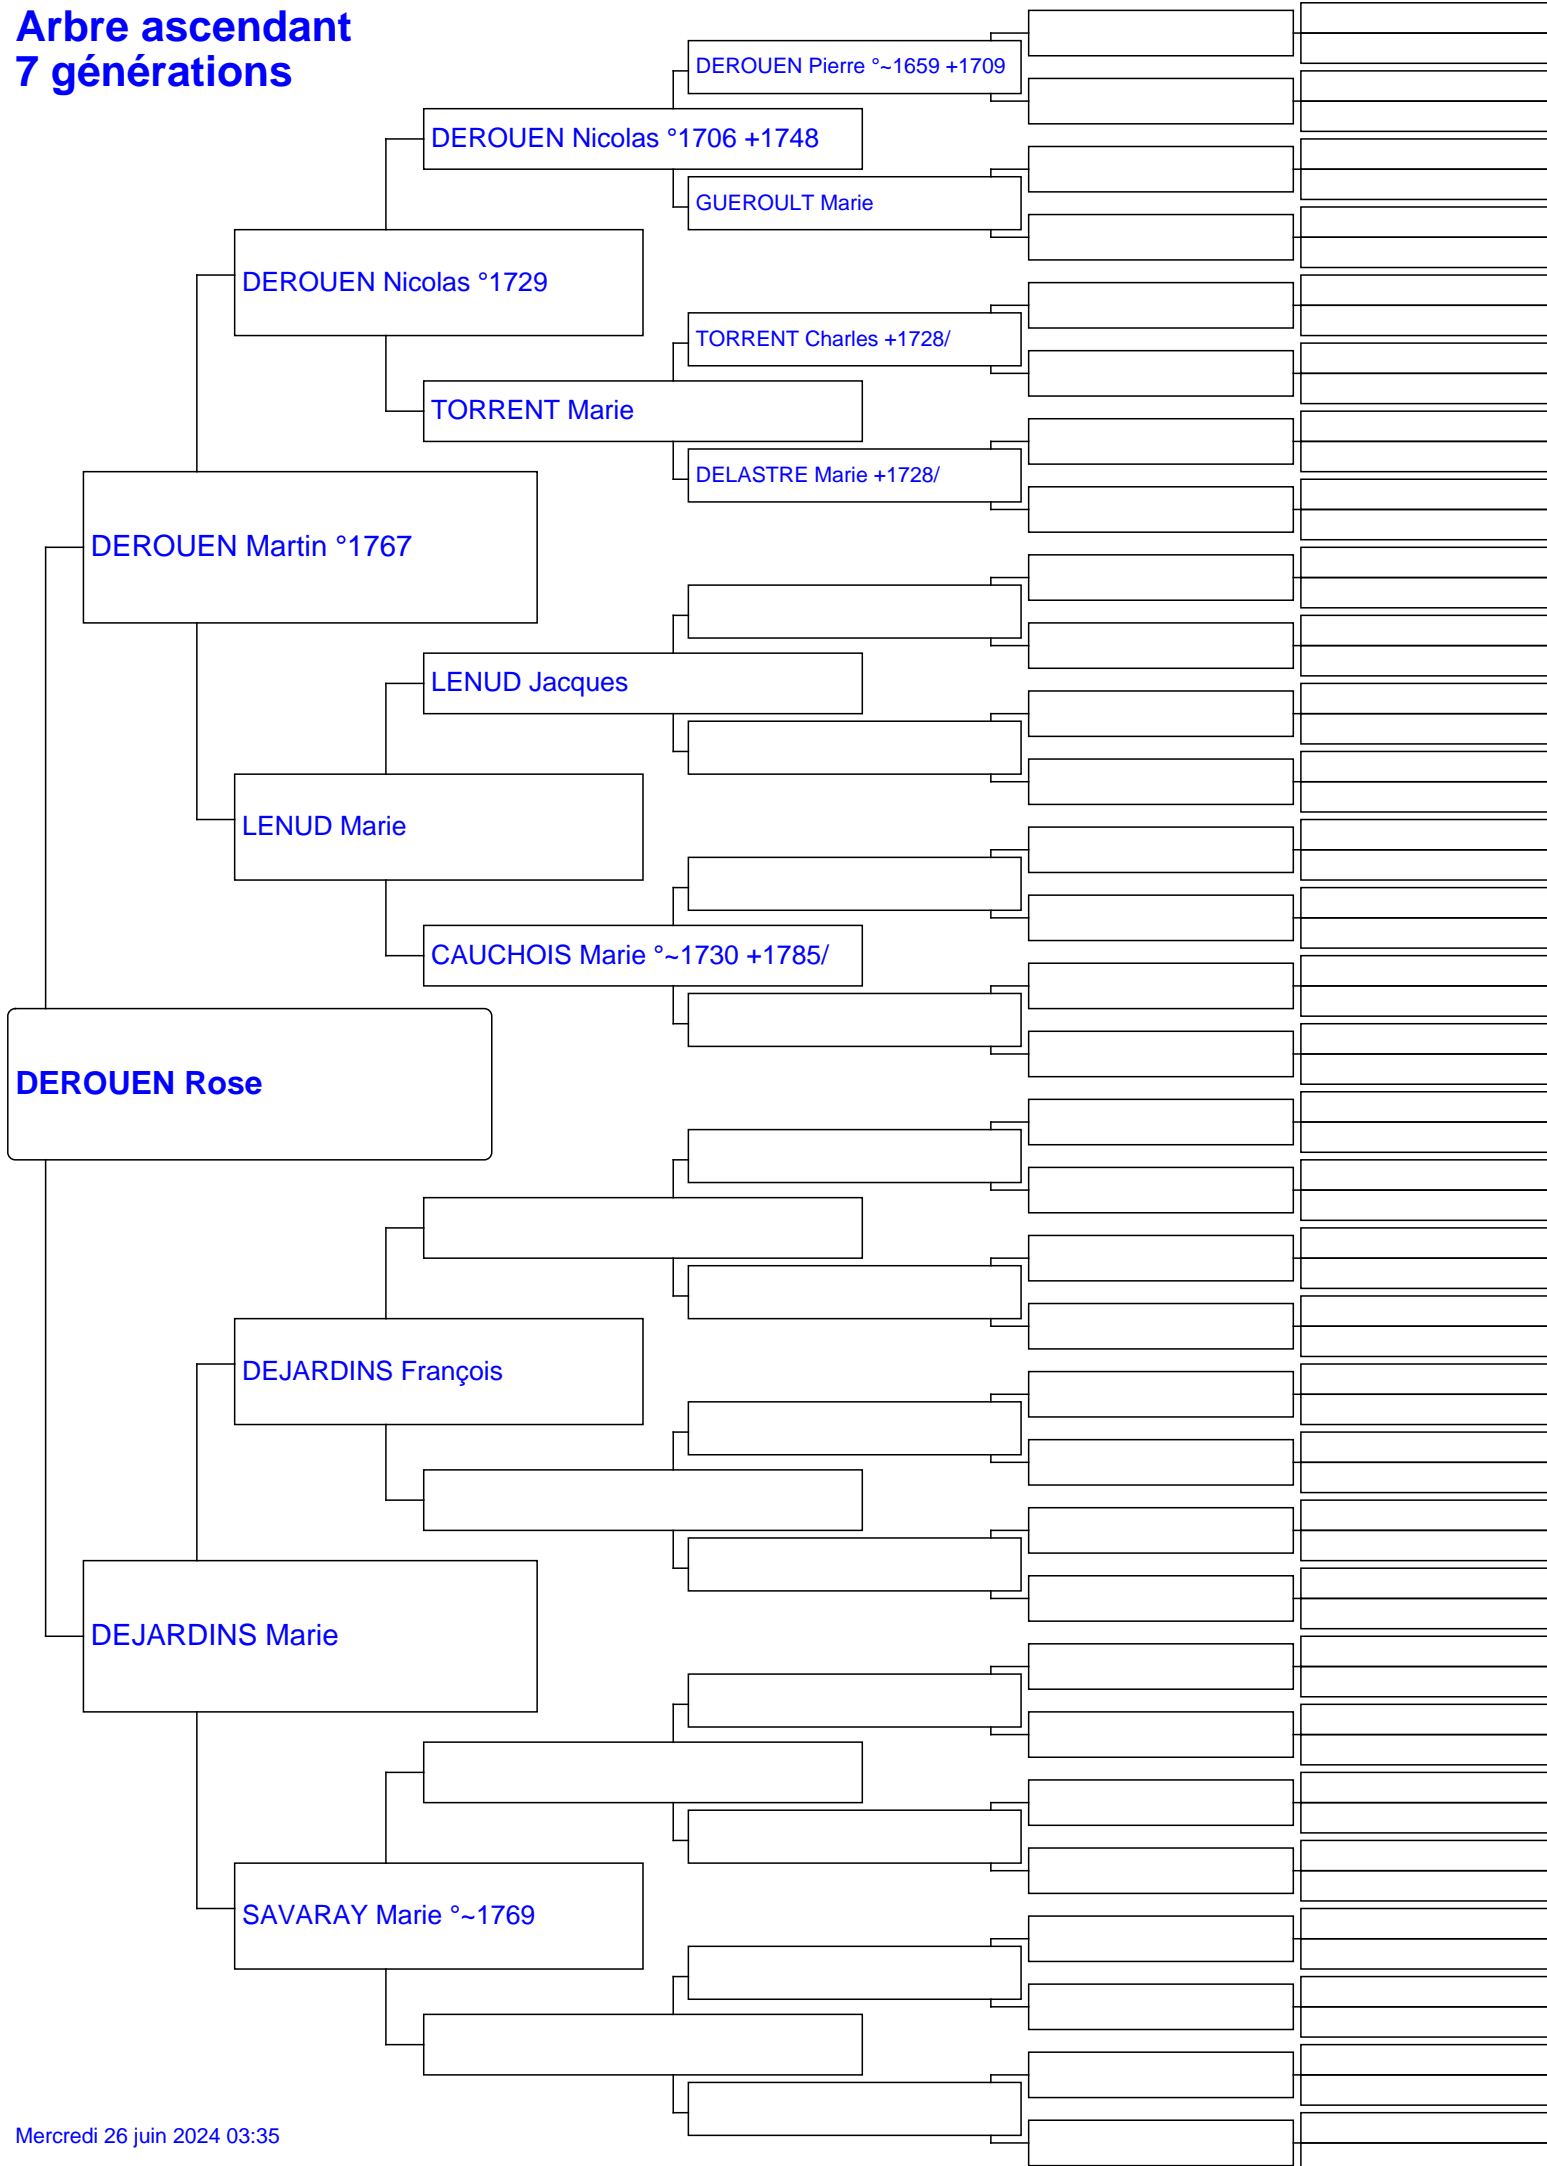 Arbre ascendant
7 générations
DEROUEN Pierre °~1659 +1709
DEROUEN Nicolas °1706 +1748
GUEROULT Marie
DEROUEN Nicolas °1729
TORRENT Charles +1728/
TORRENT Marie
DELASTRE Marie +1728/
DEROUEN Martin °1767
LENUD Jacques
LENUD Marie
CAUCHOIS Marie °~1730 +1785/
DEROUEN Rose
DEJARDINS François
DEJARDINS Marie
SAVARAY Marie °~1769
Mercredi 26 juin 2024 03:35